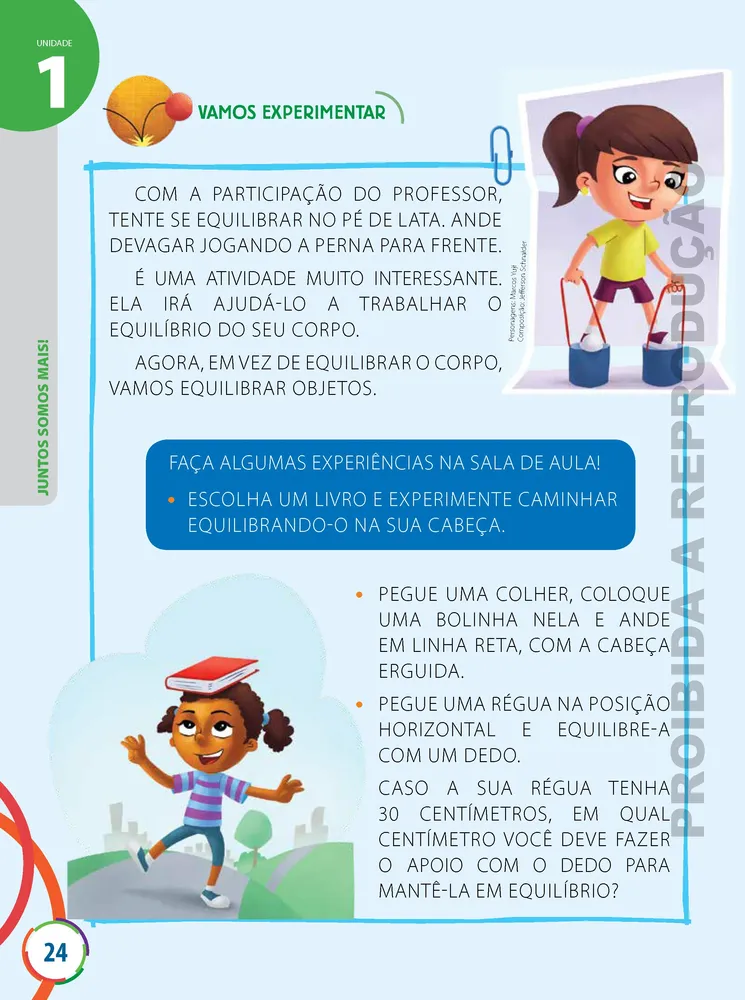 UNIDADE
1
VAMOS EXPERIMENTAR
COM A PARTICIPAÇÃO DO PROFESSOR,
TENTE SE EQUILIBRAR NO PÉ DE LATA. ANDE
DEVAGAR JOGANDO A PERNA PARA FRENTE.
É UMA ATIVIDADE MUITO INTERESSANTE.
ELA IRÁ AJUDÁ-LO A TRABALHAR O
EQUILÍBRIO DO SEU CORPO.
AGORA, EM VEZ DE EQUILIBRAR O CORPO,
VAMOS EQUILIBRAR OBJETOS.
Personagens: Marcos Yuji
Composição: Jefferson Schnaider
JUNTOS SOMOS MAIS!
FAÇA ALGUMAS EXPERIÊNCIAS NA SALA DE AULA!
• ESCOLHA UM LIVRO E EXPERIMENTE CAMINHAR
EQUILIBRANDO-O NA SUA CABEÇA.
• PEGUE UMA COLHER, COLOQUE
UMA BOLINHA NELA E ANDE
EM LINHA RETA, COM A CABEÇA
ERGUIDA.
• PEGUE UMA RÉGUA NA POSIÇÃO
HORIZONTAL E EQUILIBRE-A
COM UM DEDO.
CASO A SUA RÉGUA TENHA
30 CENTÍMETROS, EM QUAL
CENTÍMETRO VOCÊ DEVE FAZER
O APOIO COM O DEDO PARA
MANTÊ-LA EM EQUILÍBRIO?
PROIBIDA A REPRODUÇÃO
24